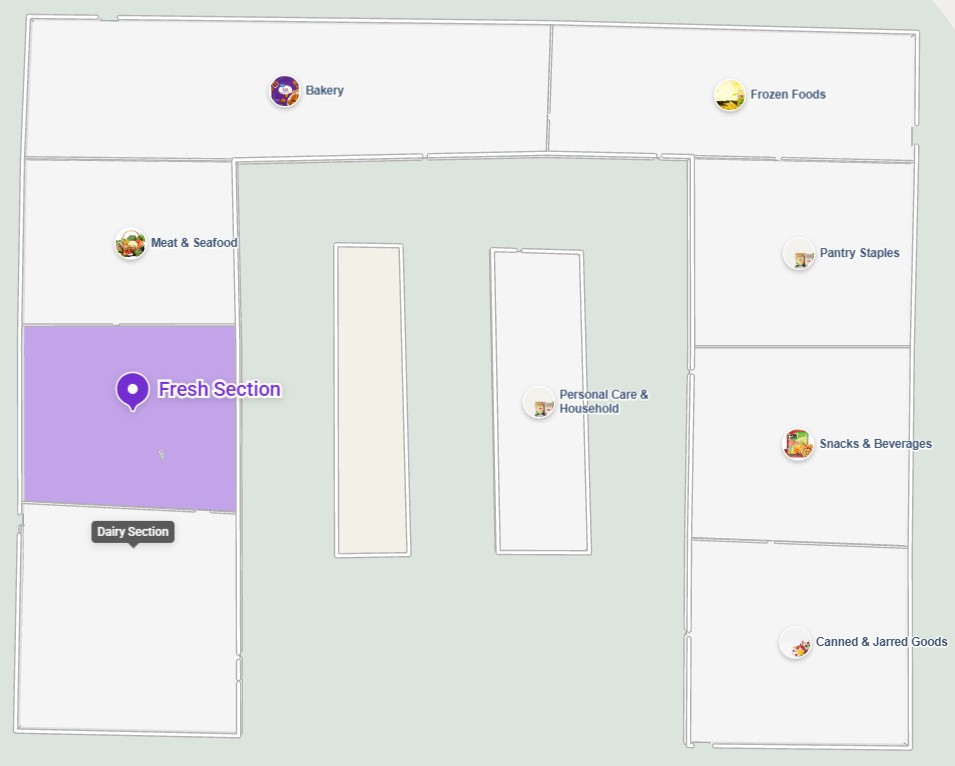 Bakery
Frozen Foods
Meat & Seafood
Pantry Staples
Fresh Section
Personal Care &
Household
Snacks & Beverages
Dairy Section
Canned & Jarred Goods